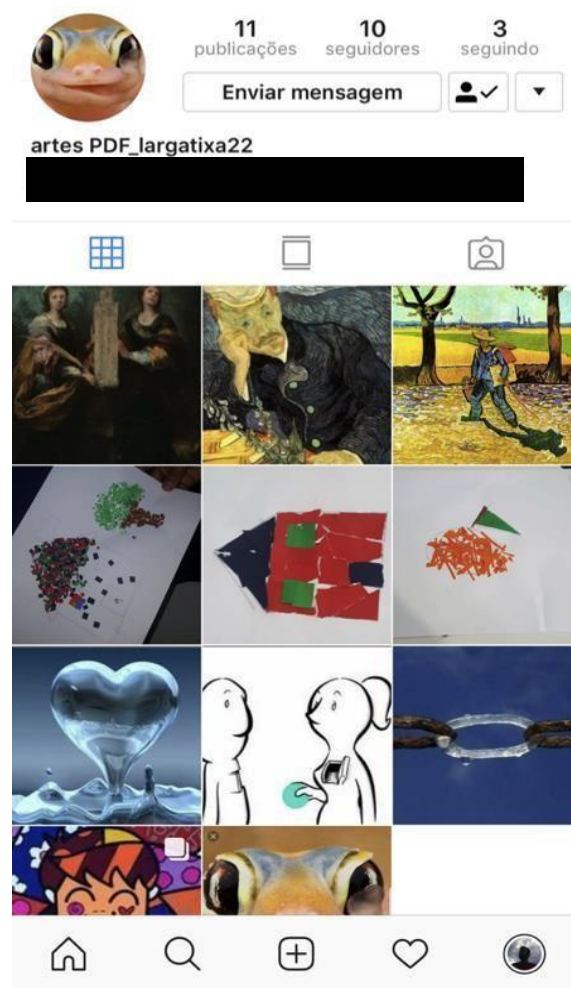 11 10 3
publicações seguidores seguindo
Enviar mensagem
artes PDF_largatixa22